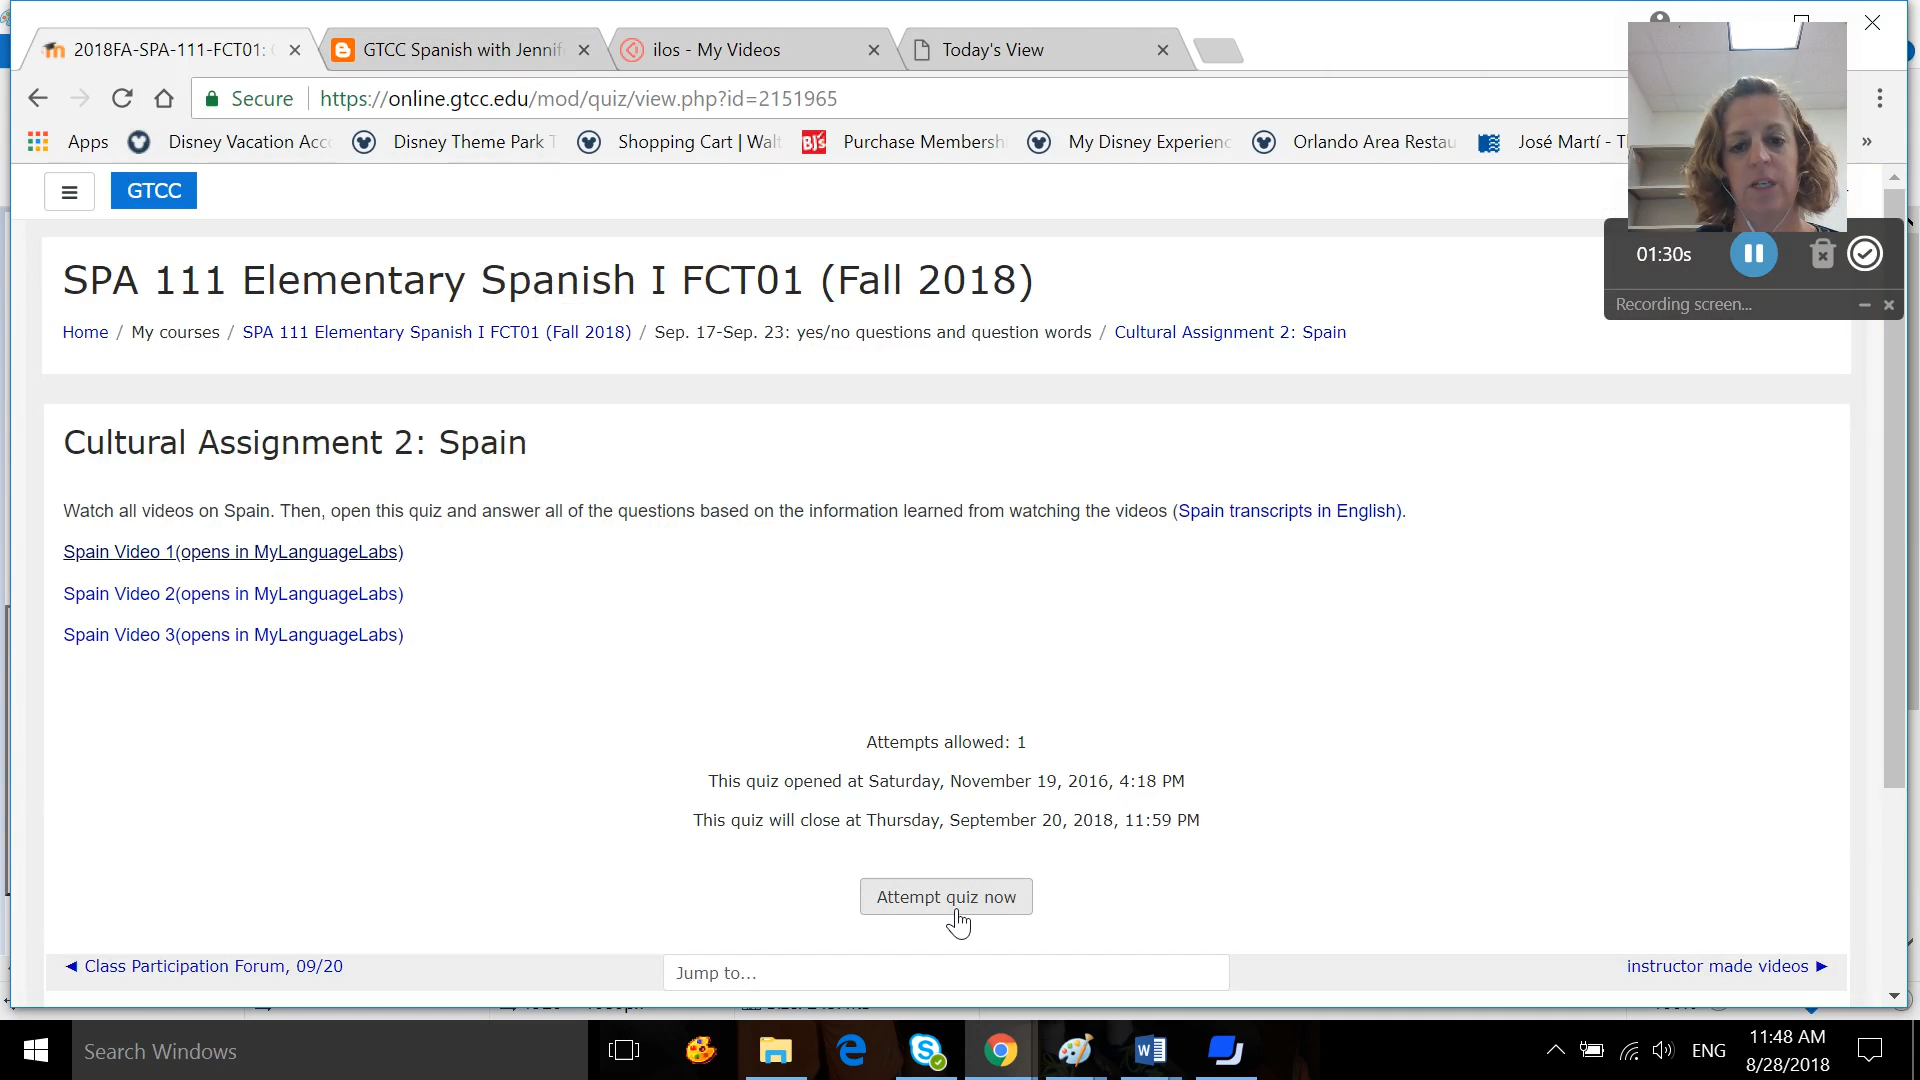 2018FA-SPA-111-FCT01:
GTCC Spanish with Jennif
ilos - My Videos
Today's View
Secure
https://online.gtcc.edu/mod/quiz/view.php?id=2151965
Apps
Disney Vacation Acc
Disney Theme Park T
Shopping Cart | Walt
BJ's
Purchase Membersh
My Disney Experienc
Orlando Area Restau
José Martí - T
»
GTCC
01:30s
Recording screen...
SPA 111 Elementary Spanish I FCT01 (Fall 2018)
Home / My courses / SPA 111 Elementary Spanish I FCT01 (Fall 2018) / Sep. 17-Sep. 23: yes/no questions and question words / Cultural Assignment 2: Spain
Cultural Assignment 2: Spain
Watch all videos on Spain. Then, open this quiz and answer all of the questions based on the information learned from watching the videos (Spain transcripts in English).
Spain Video 1(opens in MyLanguageLabs)
Spain Video 2(opens in MyLanguageLabs)
Spain Video 3(opens in MyLanguageLabs)
Attempts allowed: 1
This quiz opened at Saturday, November 19, 2016, 4:18 PM
This quiz will close at Thursday, September 20, 2018, 11:59 PM
Attempt quiz now
◄ Class Participation Forum, 09/20
Jump to...
instructor made videos ►
Search Windows
ENG
11:48 AM
8/28/2018